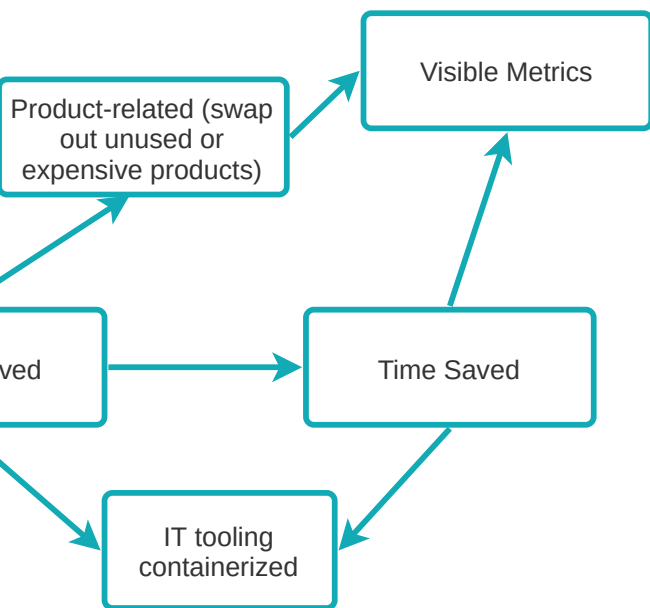 Visible Metrics
Product-related (swap
out unused or
expensive products)
ved
Time Saved
IT tooling
containerized